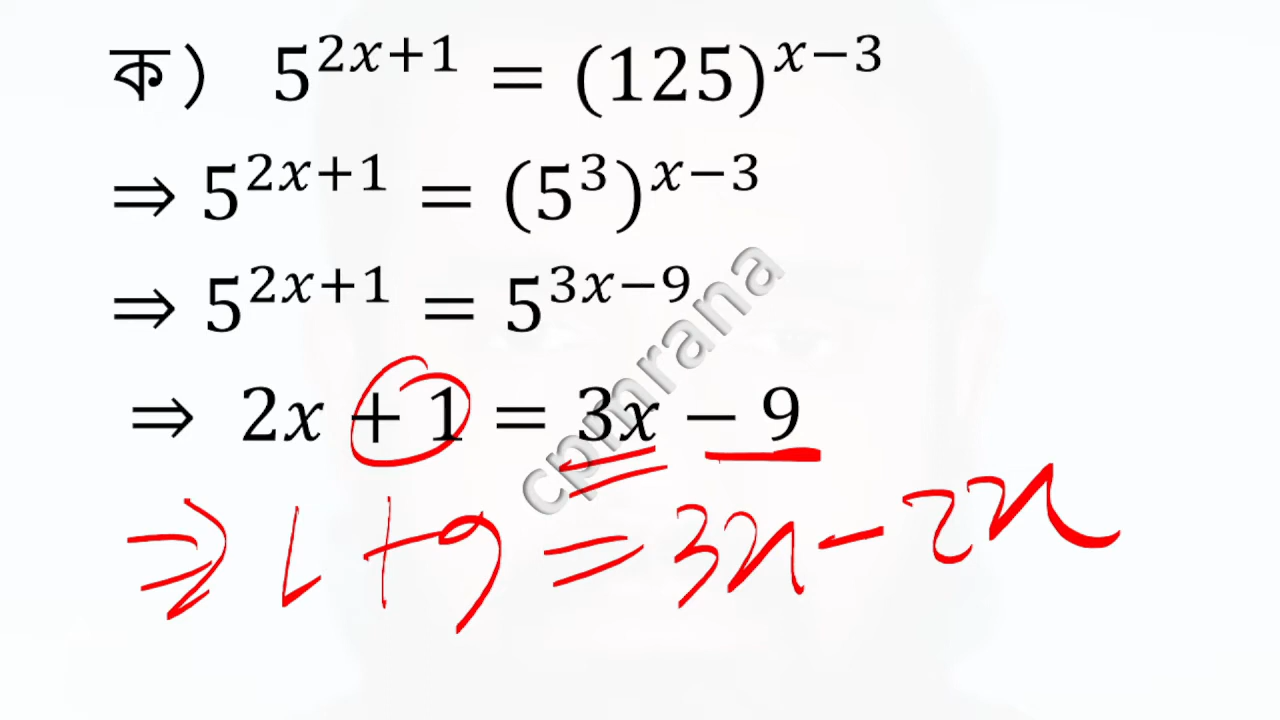 ক) 5^{2x+1} = (125)^{x−3}
⇒ 5^{2x+1} = (5^3)^{x−3}
⇒ 5^{2x+1} = 5^{3x−9}
⇒ 2x + 1 = 3x − 9
⇒ 1 + 9 = 3x − 2x
cpmrana